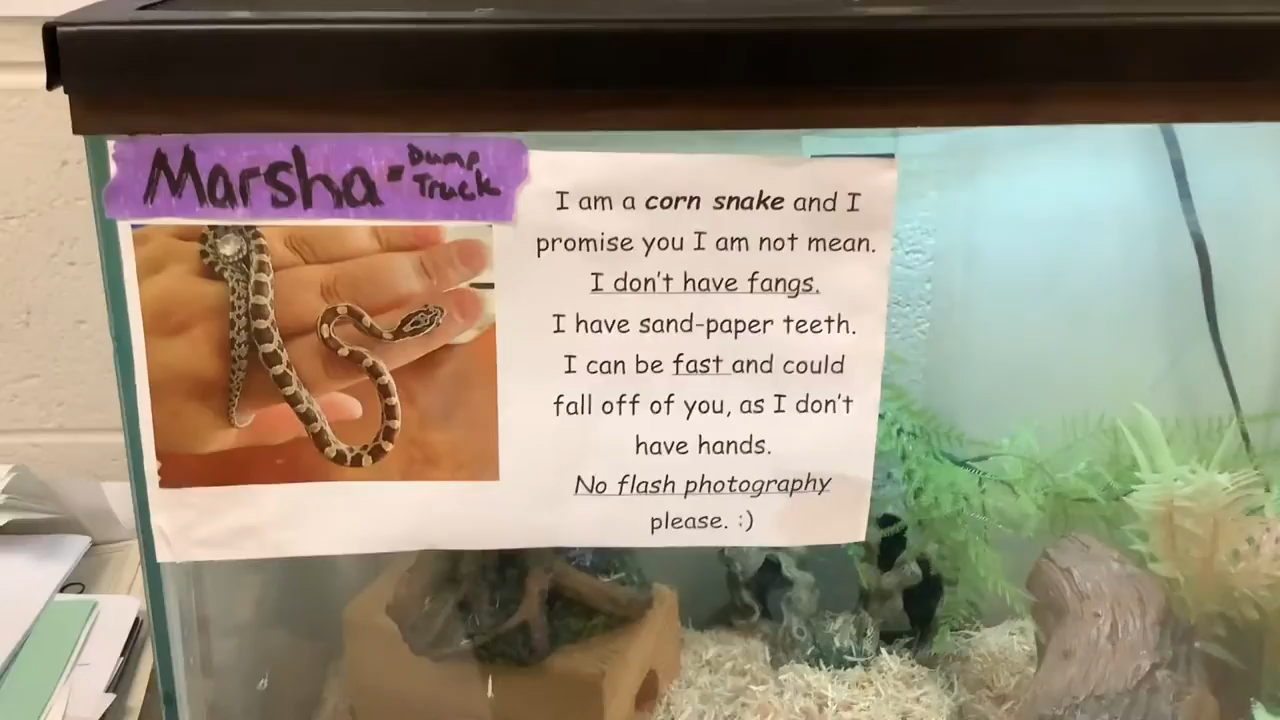 Marsha - Dump
Truck
I am a corn snake and I
promise you I am not mean.
I don't have fangs.
I have sand-paper teeth.
I can be fast and could
fall off of you, as I don't
have hands.
No flash photography
please. :)